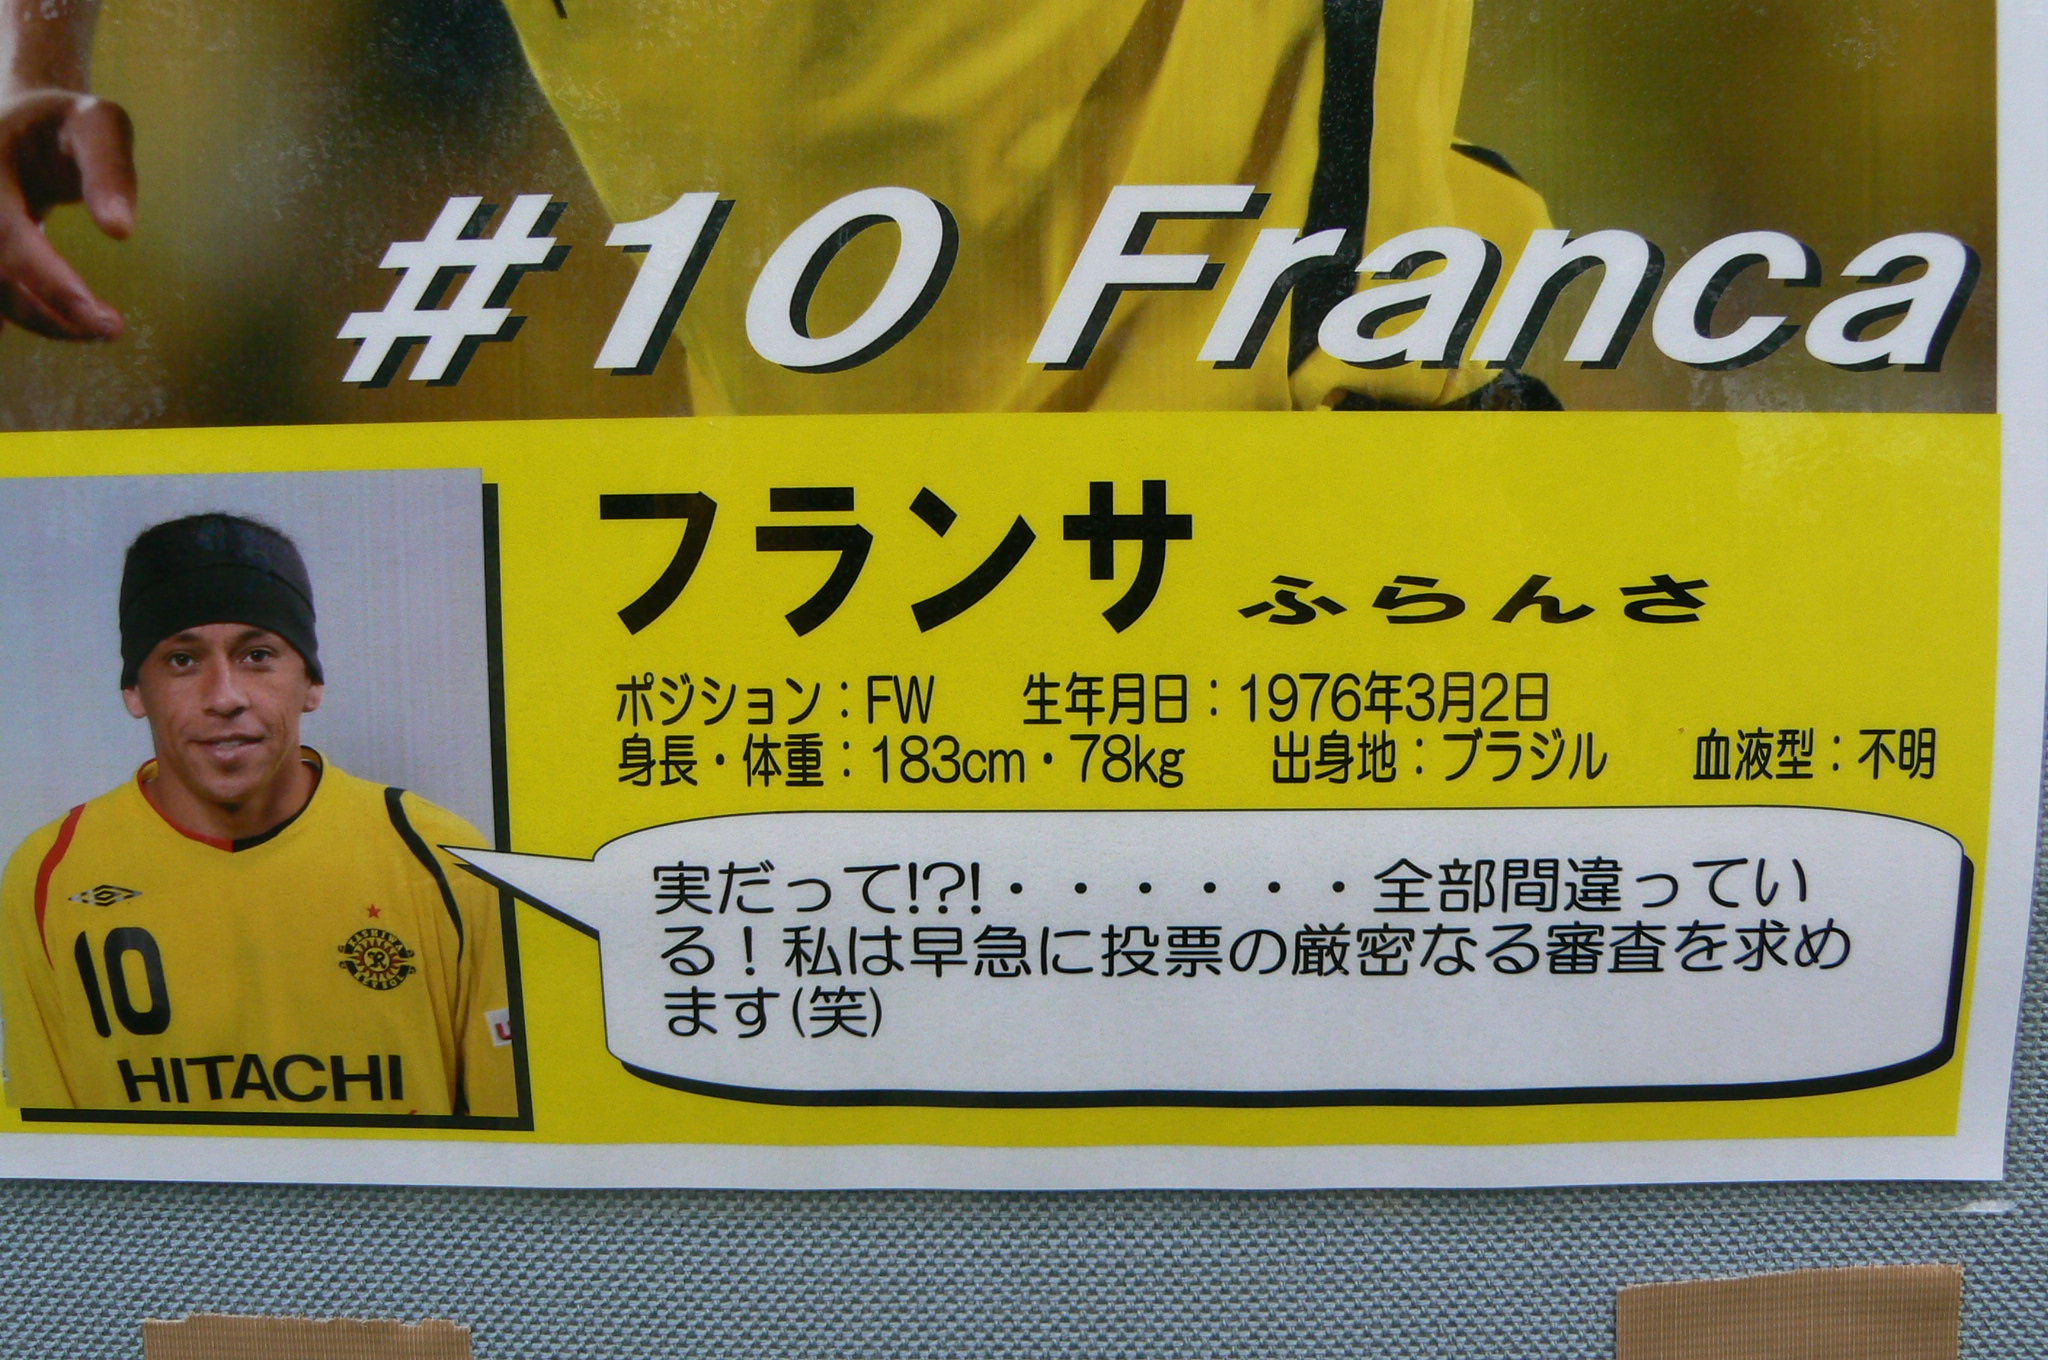 #10 Franca
フランサ ふらんさ
ポジション：FW 生年月日：1976年3月2日
身長・体重：183cm・78kg 出身地：ブラジル 血液型：不明
実だって!?!・・・・・・全部間違ってい
る！私は早急に投票の厳密なる審査を求め
ます(笑)
10
HITACHI